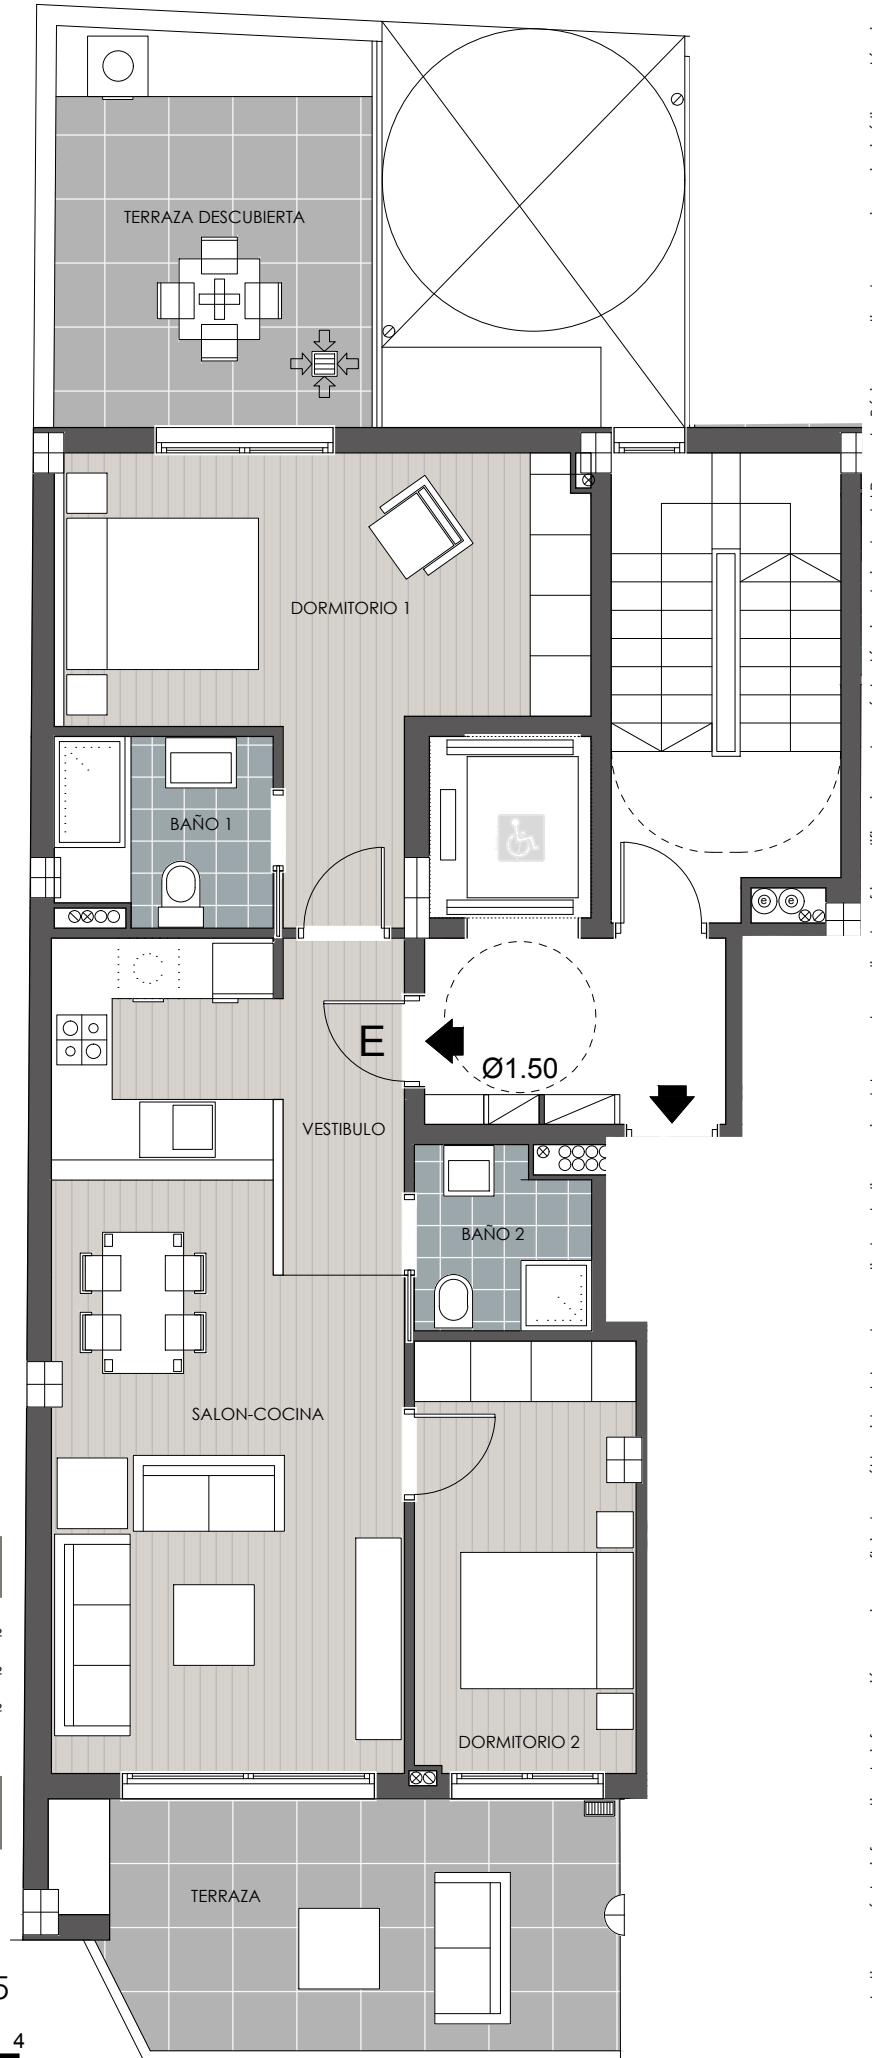 TERRAZA DESCUBIERTA
DORMITORIO 1
BAÑO 1
E
Ø1.50
VESTIBULO
BAÑO 2
SALON-COCINA
DORMITORIO 2
TERRAZA
5
4